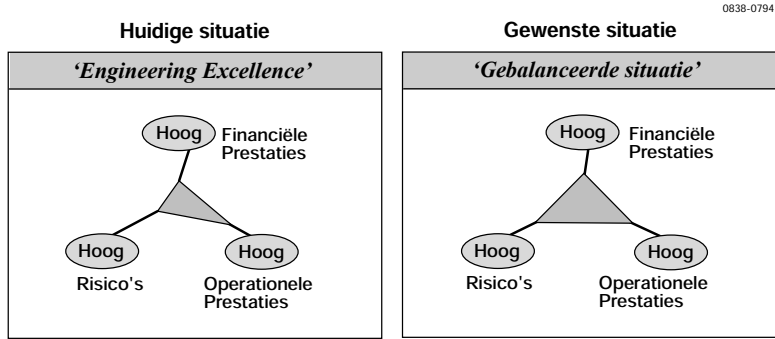 0838-0794
Huidige situatie
‘Engineering Excellence’
Hoog
Financiële
Prestaties
Hoog
Hoog
Risico's
Operationele
Prestaties
Gewenste situatie
‘Gebalanceerde situatie’
Hoog
Financiële
Prestaties
Hoog
Hoog
Risico's
Operationele
Prestaties